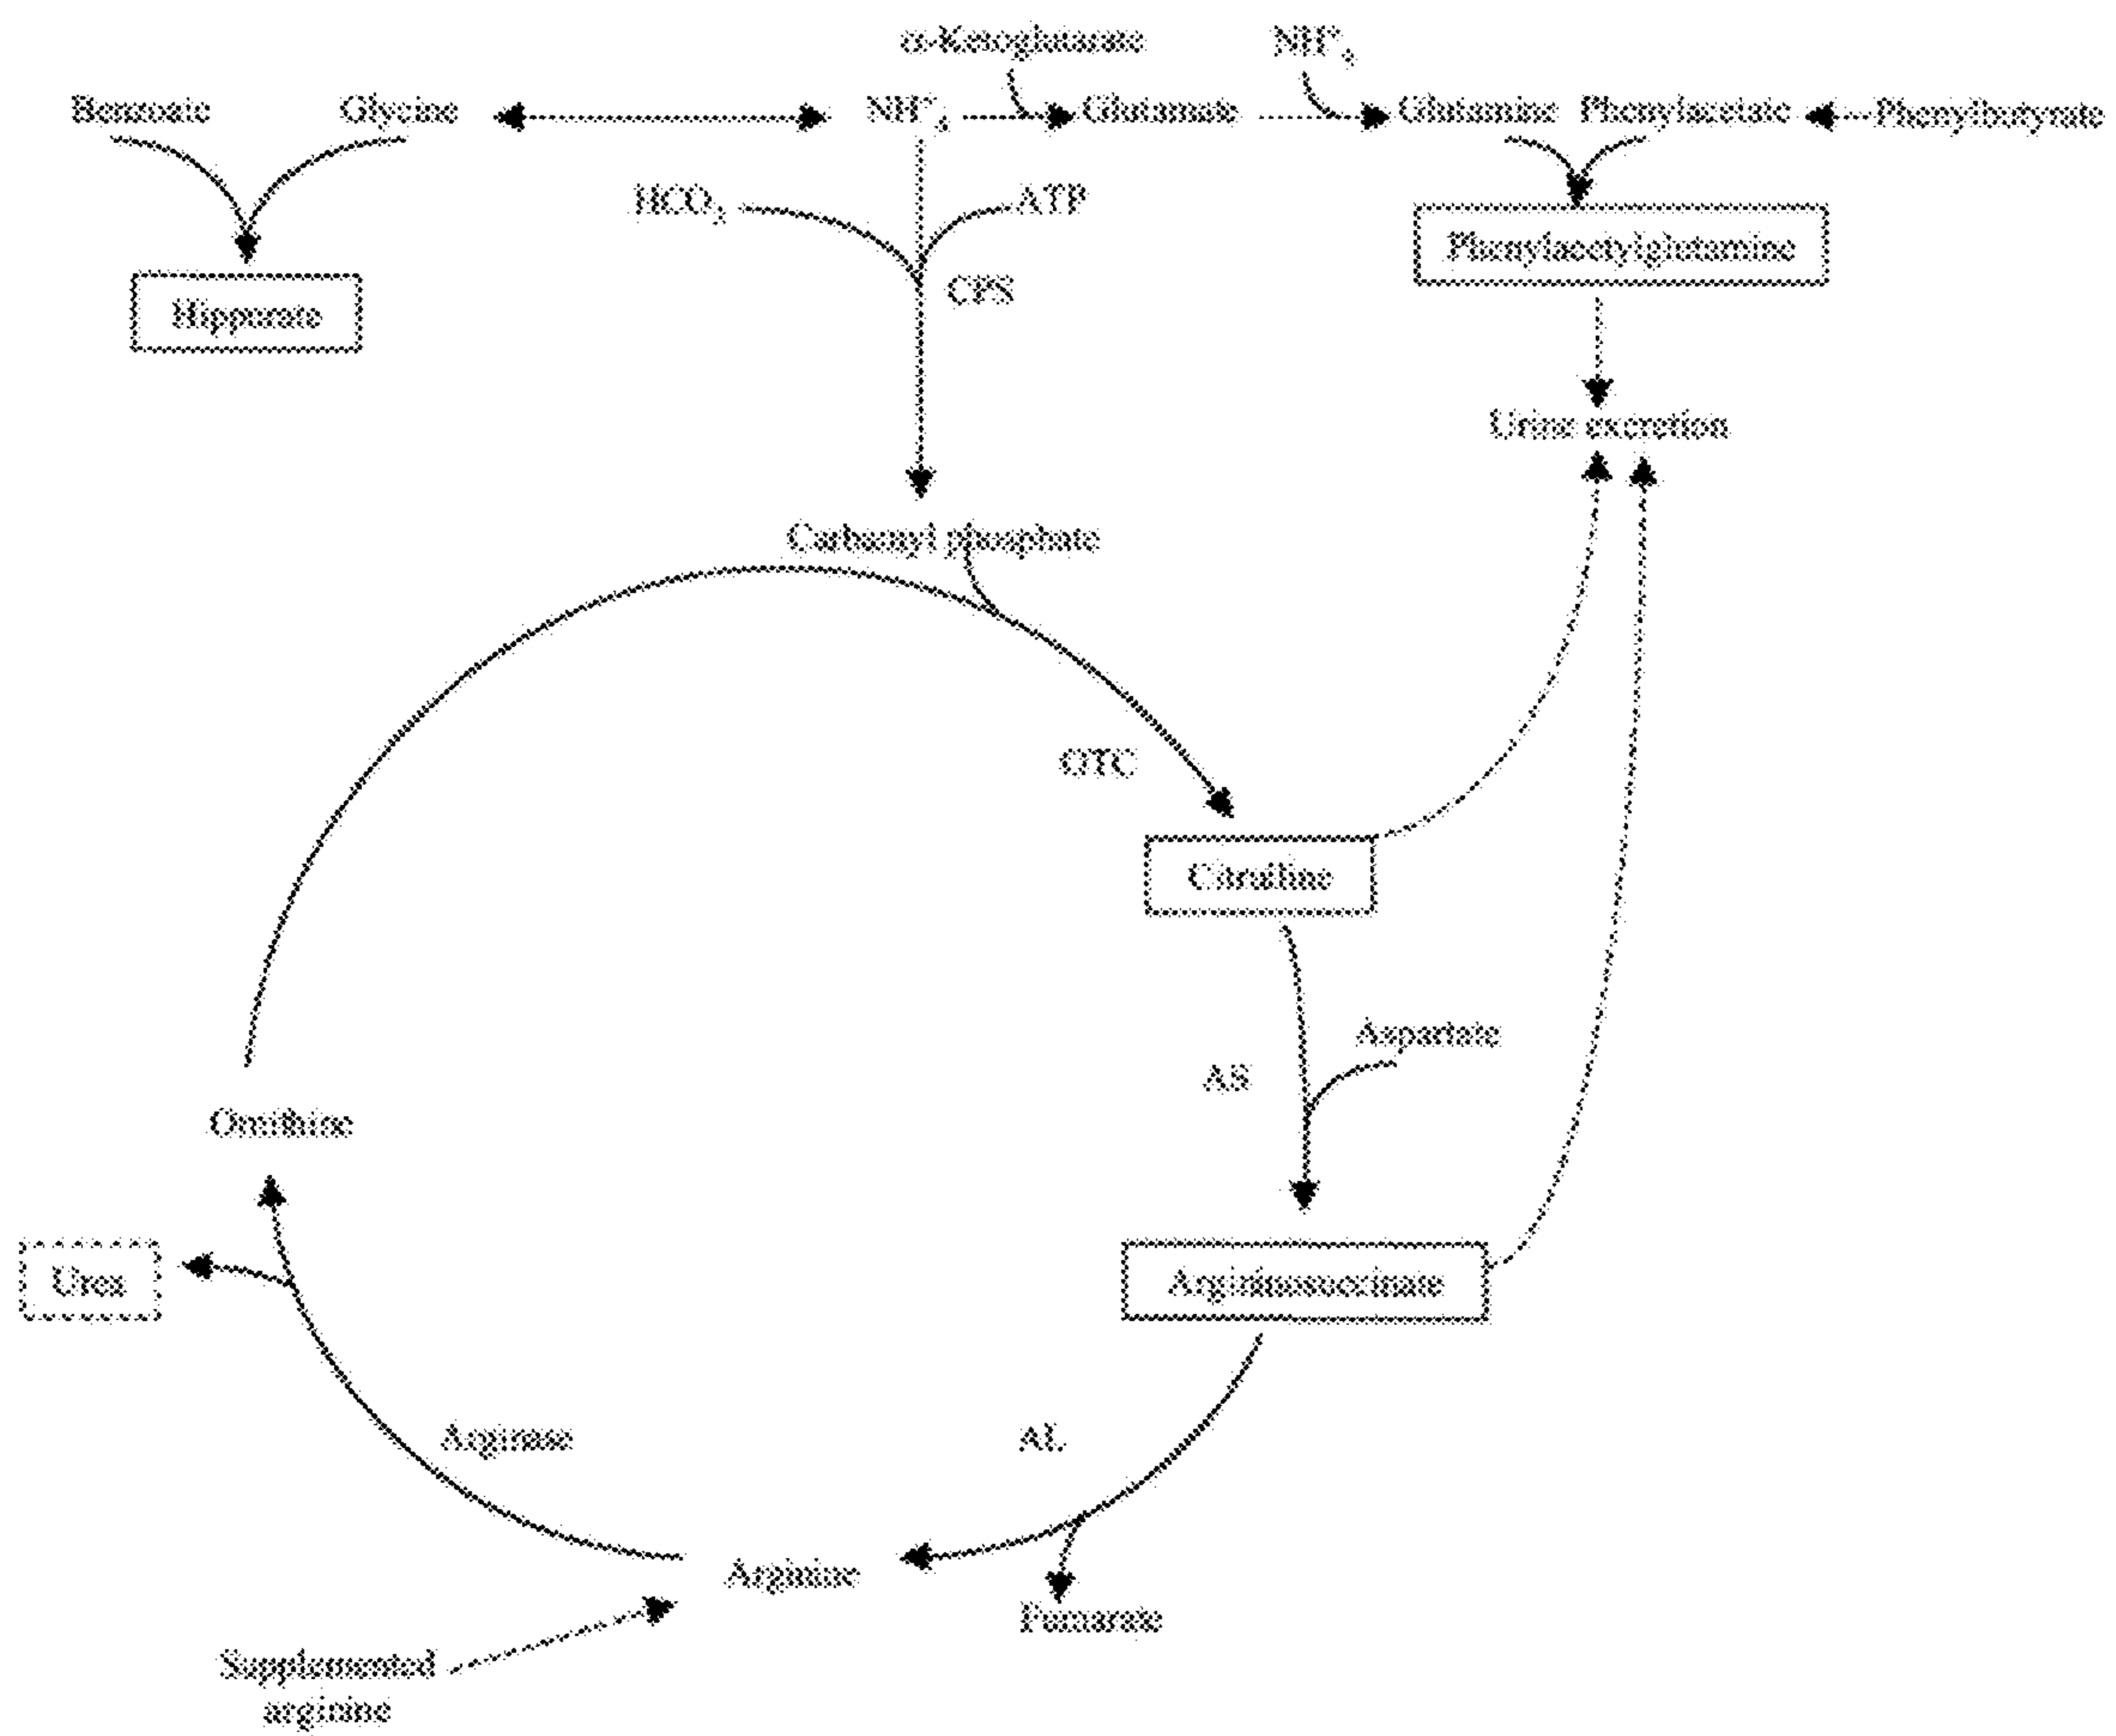 α-Ketoglutarate NH⁺₄
Benzoate Glycine NH⁺₄ Glutamate Glutamine Phenylacetate Phenylbutyrate
HCO₃ ATP
Phenylacetylglutamine
CPS
Hippurate
Urine excretion
Carbamyl phosphate
OTC
Citrulline
Aspartate
AS
Ornithine
Urea
Argininosuccinate
Arginase AL
Arginine
Fumarate
Supplemented
arginine